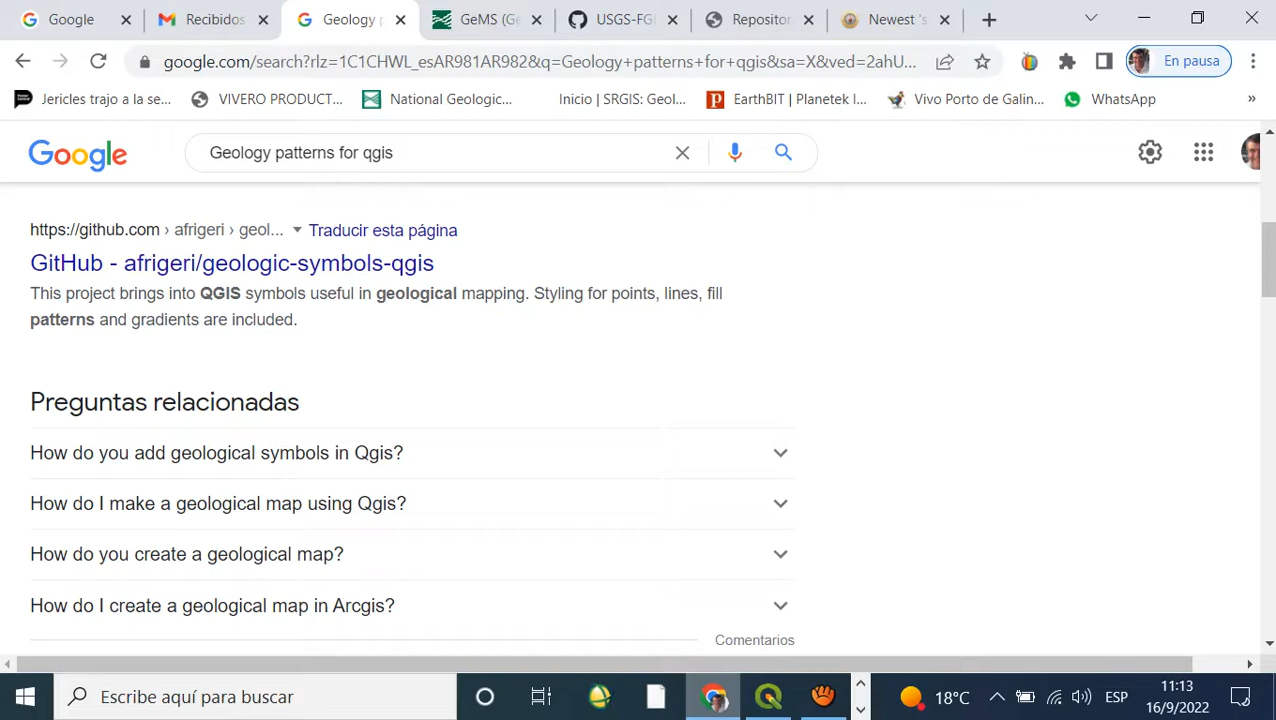 Google
Recibidos
Geology p
GeMS (Ge
USGS-FG
Repositor
Newest 's
google.com/search?rlz=1C1CHWL_esAR981AR982&q=Geology+patterns+for+qgis&sa=X&ved=2ahU...
En pausa
Jericles trajo a la se...
VIVERO PRODUCT...
National Geologic...
Inicio | SRGIS: Geol...
EarthBIT | Planetek I...
Vivo Porto de Galin...
WhatsApp
»
Google
Geology patterns for qgis
https://github.com › afrigeri › geol...
Traducir esta página
GitHub - afrigeri/geologic-symbols-qgis
This project brings into QGIS symbols useful in geological mapping. Styling for points, lines, fill
patterns and gradients are included.
Preguntas relacionadas
How do you add geological symbols in Qgis?
How do I make a geological map using Qgis?
How do you create a geological map?
How do I create a geological map in Arcgis?
Comentarios
Escribe aquí para buscar
18°C
ESP
11:13
16/9/2022